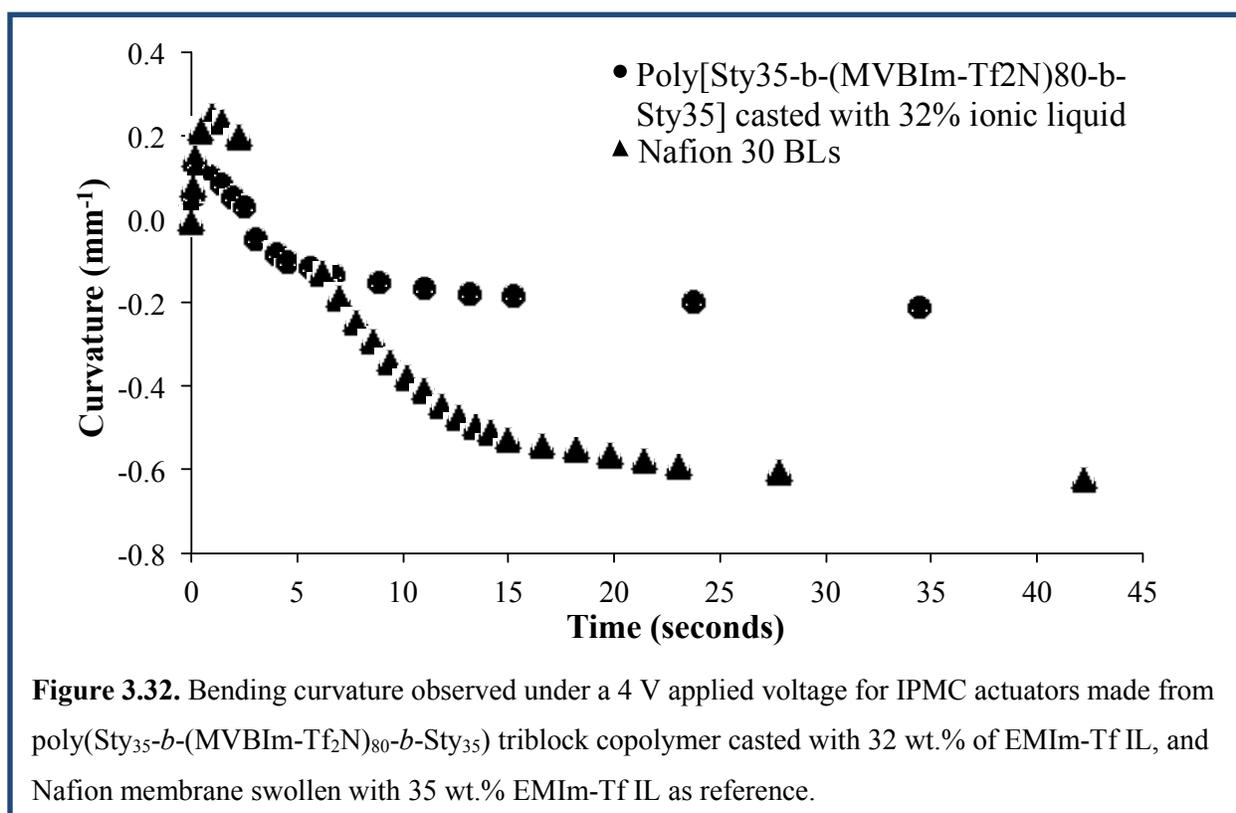 0.4
0.2
0.0
-0.2
-0.4
-0.6
-0.8
Curvature (mm⁻¹)
● Poly[Sty35-b-(MVBIm-Tf2N)80-b-
Sty35] casted with 32% ionic liquid
▲ Nafion 30 BLs
0 5 10 15 20 25 30 35 40 45
Time (seconds)
Figure 3.32. Bending curvature observed under a 4 V applied voltage for IPMC actuators made from
poly(Sty₃₅-b-(MVBIm-Tf₂N)₈₀-b-Sty₃₅) triblock copolymer casted with 32 wt.% of EMIm-Tf IL, and
Nafion membrane swollen with 35 wt.% EMIm-Tf IL as reference.